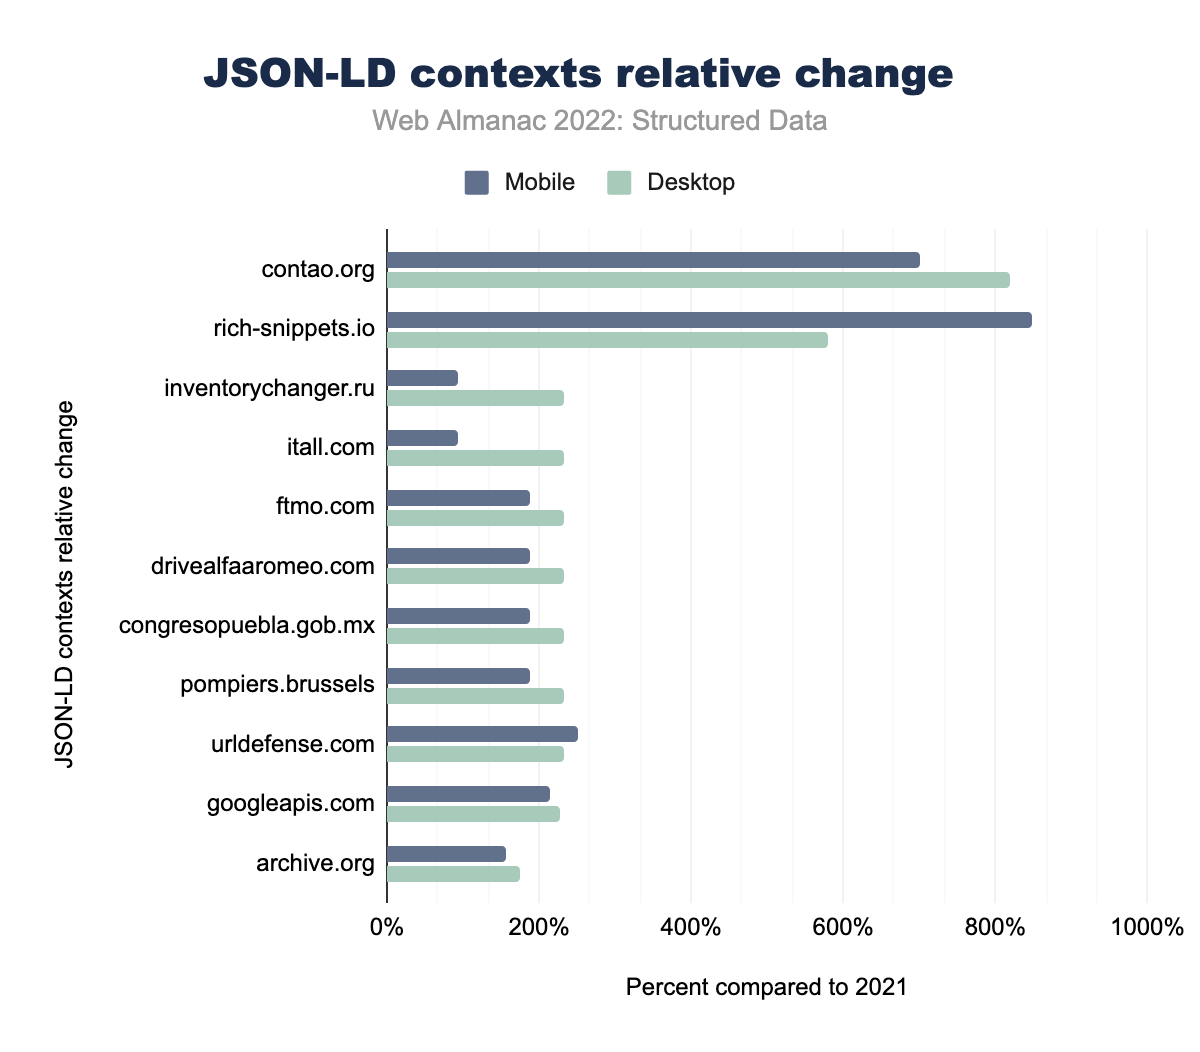 JSON-LD contexts relative change
Web Almanac 2022: Structured Data
Mobile
Desktop
JSON-LD contexts relative change
contao.org
rich-snippets.io
inventorychanger.ru
itall.com
ftmo.com
drivealfaaromeo.com
congresopuebla.gob.mx
pompiers.brussels
urldefense.com
googleapis.com
archive.org
0% 200% 400% 600% 800% 1000%
Percent compared to 2021